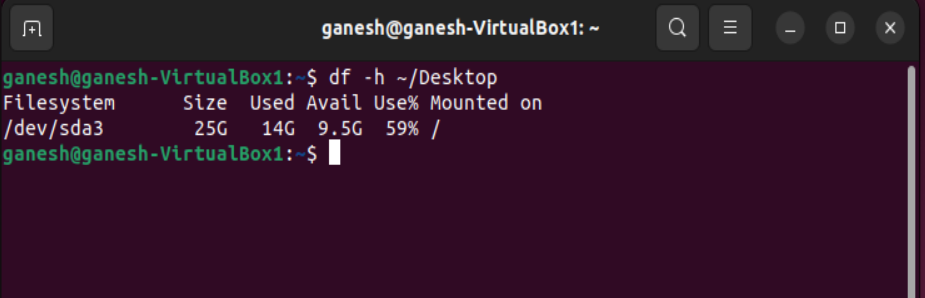 ganesh@ganesh-VirtualBox1: ~
ganesh@ganesh-VirtualBox1:~$ df -h ~/Desktop
Filesystem      Size  Used Avail Use% Mounted on
/dev/sda3        25G   14G  9.5G  59% /
ganesh@ganesh-VirtualBox1:~$